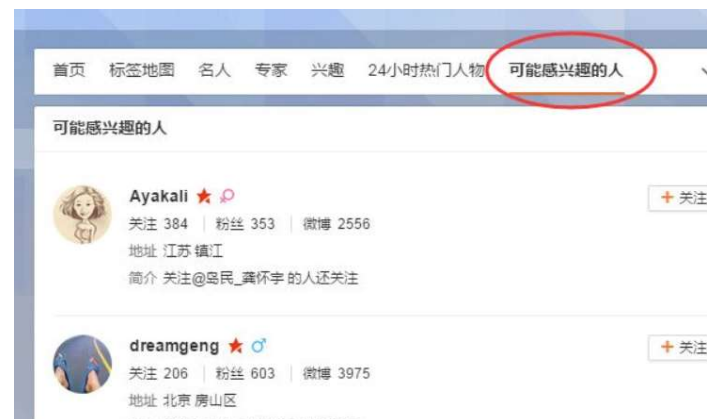 首页 标签地图 名人 专家 兴趣 24小时热门人物 可能感兴趣的人
可能感兴趣的人
Ayakali
+ 关注
关注 384 粉丝 353 微博 2556
地址 江苏 镇江
简介 关注@岛民_龚怀宇 的人还关注
dreamgeng
+ 关注
关注 206 粉丝 603 微博 3975
地址 北京 房山区